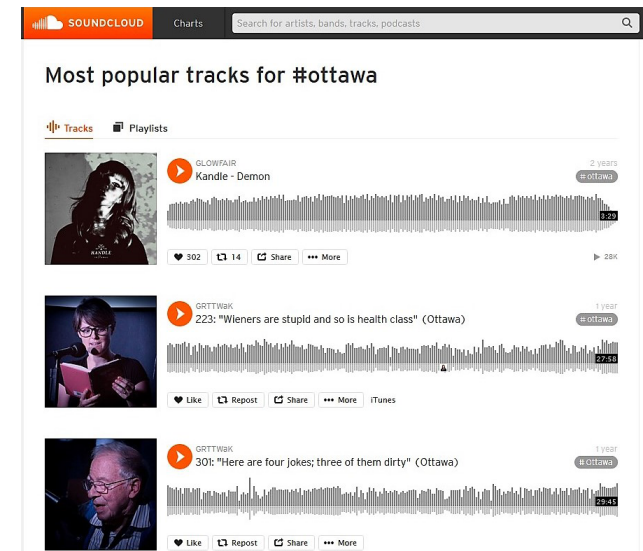 SOUNDCLOUD Charts Search for artists, bands, tracks, podcasts
Most popular tracks for #ottawa
Tracks Playlists
GLOWFAIR 2 years
Kandle - Demon # ottawa
3:29
KANDLE
302 14 Share More 28K
GRTTWaK 1 year
223: "Wieners are stupid and so is health class" (Ottawa) # ottawa
27:58
Like Repost Share More iTunes
GRTTWaK 1 year
301: "Here are four jokes; three of them dirty" (Ottawa) # Ottawa
29:45
Like Repost Share More